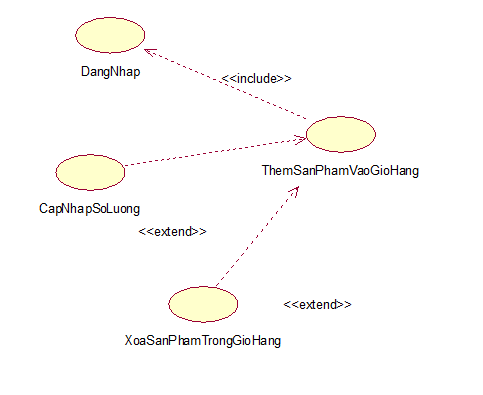 DangNhap
<<include>>
ThemSanPhamVaoGioHang
CapNhapSoLuong
<<extend>>
<<extend>>
XoaSanPhamTrongGioHang